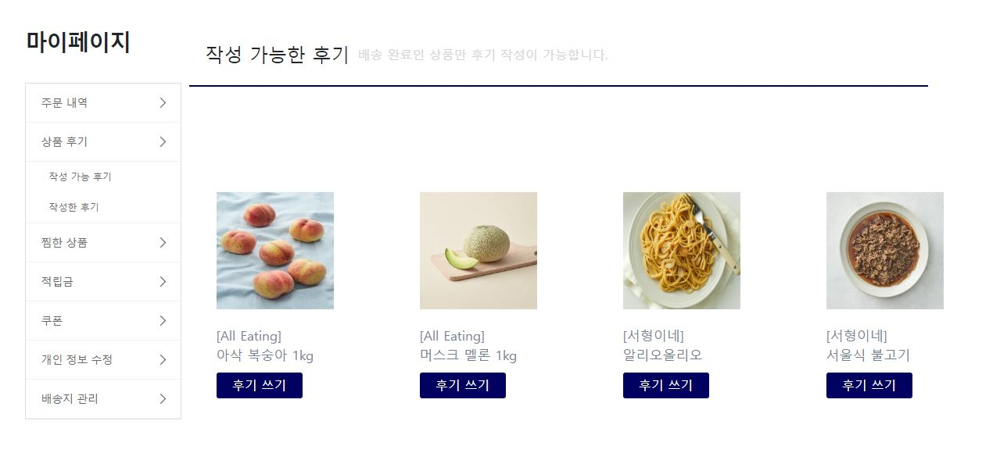 마이페이지
주문 내역
상품 후기
작성 가능 후기
작성한 후기
찜한 상품
적립금
쿠폰
개인 정보 수정
배송지 관리
작성 가능한 후기 배송 완료인 상품만 후기 작성이 가능합니다.
[All Eating]
아삭 복숭아 1kg
후기 쓰기
[All Eating]
머스크 멜론 1kg
후기 쓰기
[서형이네]
알리오올리오
후기 쓰기
[서형이네]
서울식 불고기
후기 쓰기